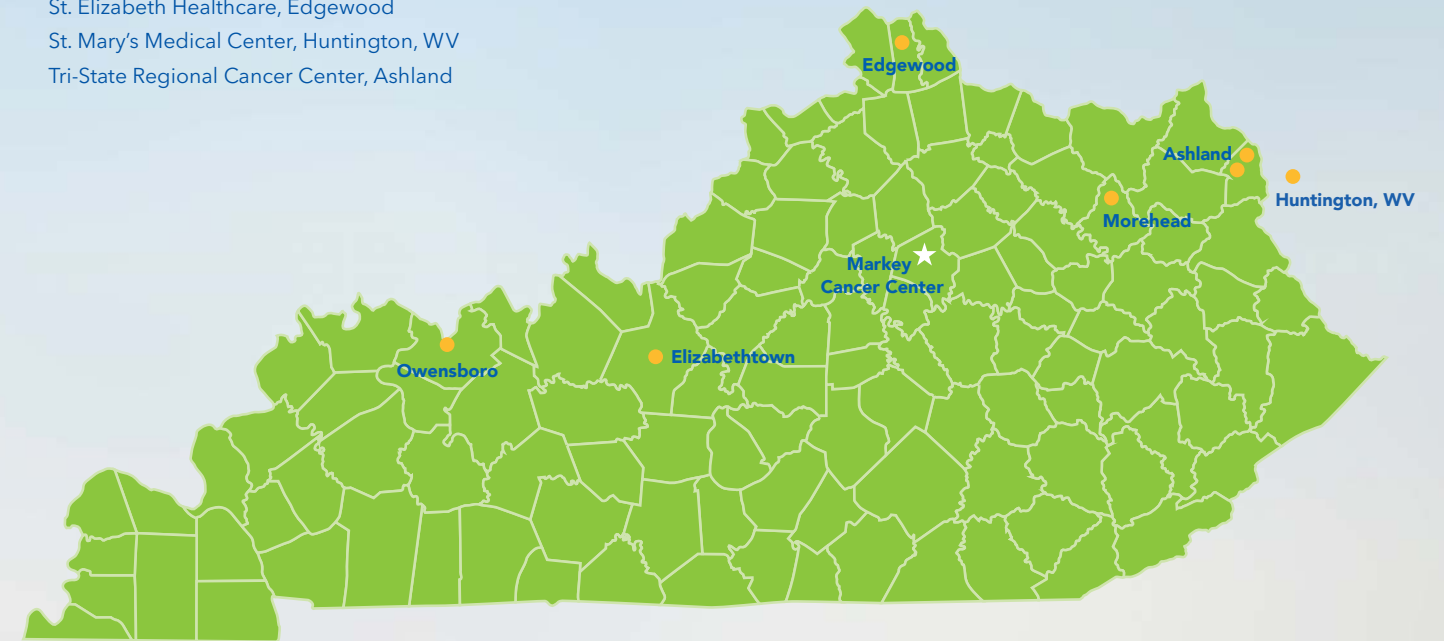 St. Elizabeth Healthcare, Edgewood
St. Mary's Medical Center, Huntington, WV
Tri-State Regional Cancer Center, Ashland
Edgewood
Ashland
Huntington, WV
Morehead
Markey
Cancer Center
Elizabethtown
Owensboro